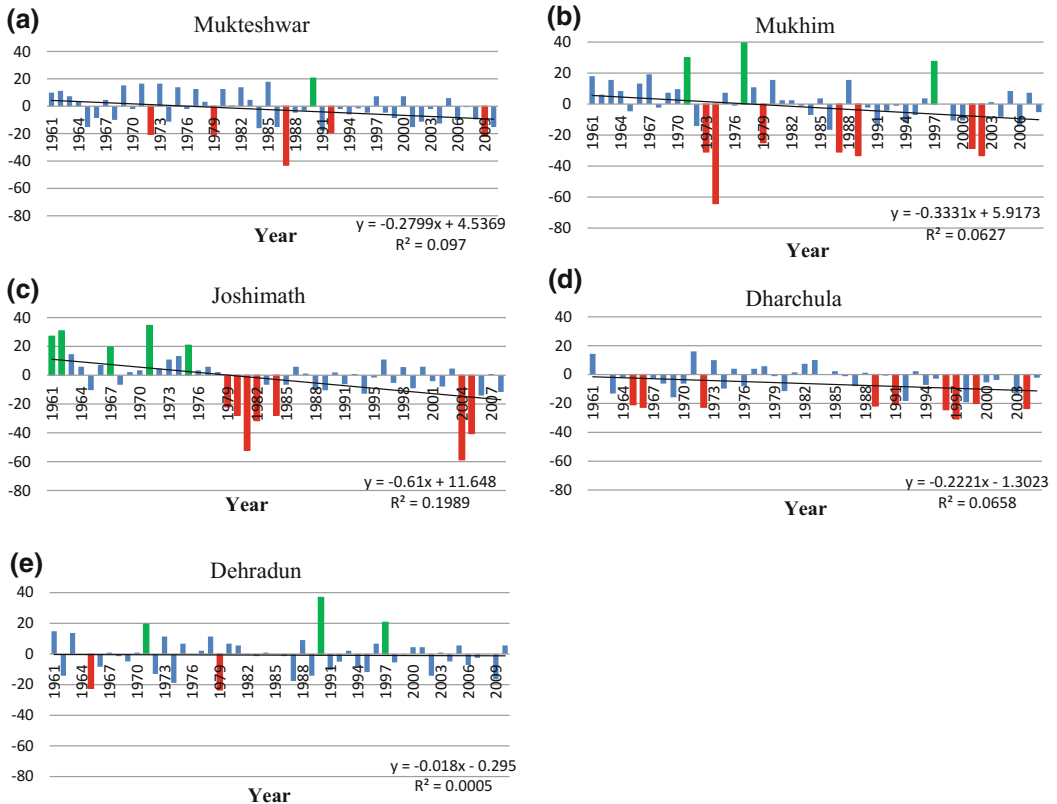 (a)
Mukteshwar
40
20
0
-20
-40
-60
-80
1961 1964 1967 1970 1973 1976 1979 1982 1985 1988 1991 1994 1997 2000 2003 2006 2009
y = -0.2799x + 4.5369
R² = 0.097
Year
(b)
Mukhim
40
20
0
-20
-40
-60
-80
1961 1964 1967 1970 1973 1976 1979 1982 1985 1988 1991 1994 1997 2000 2003 2006
y = -0.3331x + 5.9173
R² = 0.0627
Year
(c)
Joshimath
40
20
0
-20
-40
-60
-80
1961 1964 1967 1970 1973 1976 1979 1982 1985 1988 1992 1995 1998 2001 2004 2007
y = -0.61x + 11.648
R² = 0.1989
Year
(d)
Dharchula
40
20
0
-20
-40
-60
-80
1961 1964 1967 1970 1973 1976 1979 1982 1985 1988 1991 1994 1997 2000 2003
y = -0.2221x - 1.3023
R² = 0.0658
Year
(e)
Dehradun
40
20
0
-20
-40
-60
-80
1961 1964 1967 1970 1973 1976 1979 1982 1985 1988 1991 1994 1997 2000 2003 2006 2009
y = -0.018x - 0.295
R² = 0.0005
Year